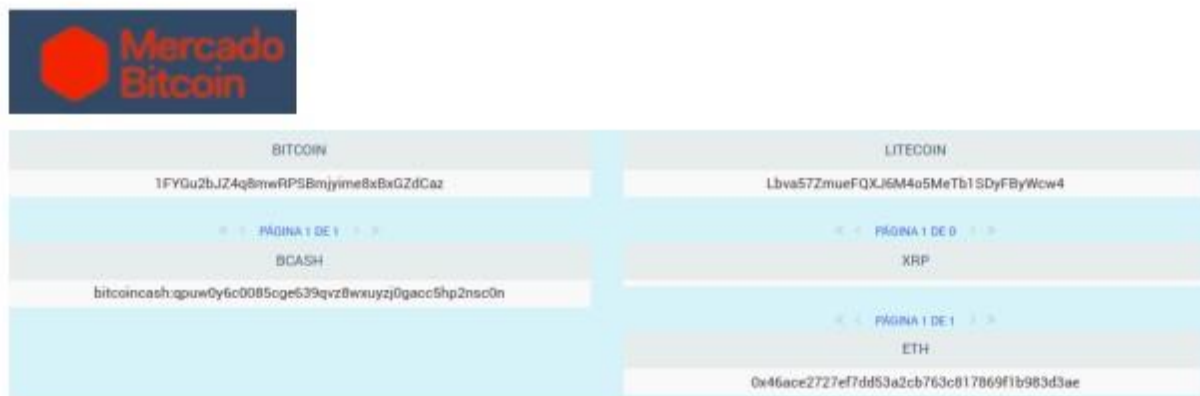 Mercado
Bitcoin
BITCOIN
1FYGu2bJZ4q8mwRPSBmjyime8xBxGZdCaz
« ‹ PÁGINA 1 DE 1 › »
BCASH
bitcoincash:qpuw0y6c0085cge639qvz8wxuyzj0gacc5hp2nsc0n
LITECOIN
Lbva57ZmueFQXJ6M4o5MeTb1SDyFByWcw4
« ‹ PÁGINA 1 DE 0 › »
XRP
« ‹ PÁGINA 1 DE 1 › »
ETH
0x46ace2727ef7dd53a2cb763c817869f1b983d3ae